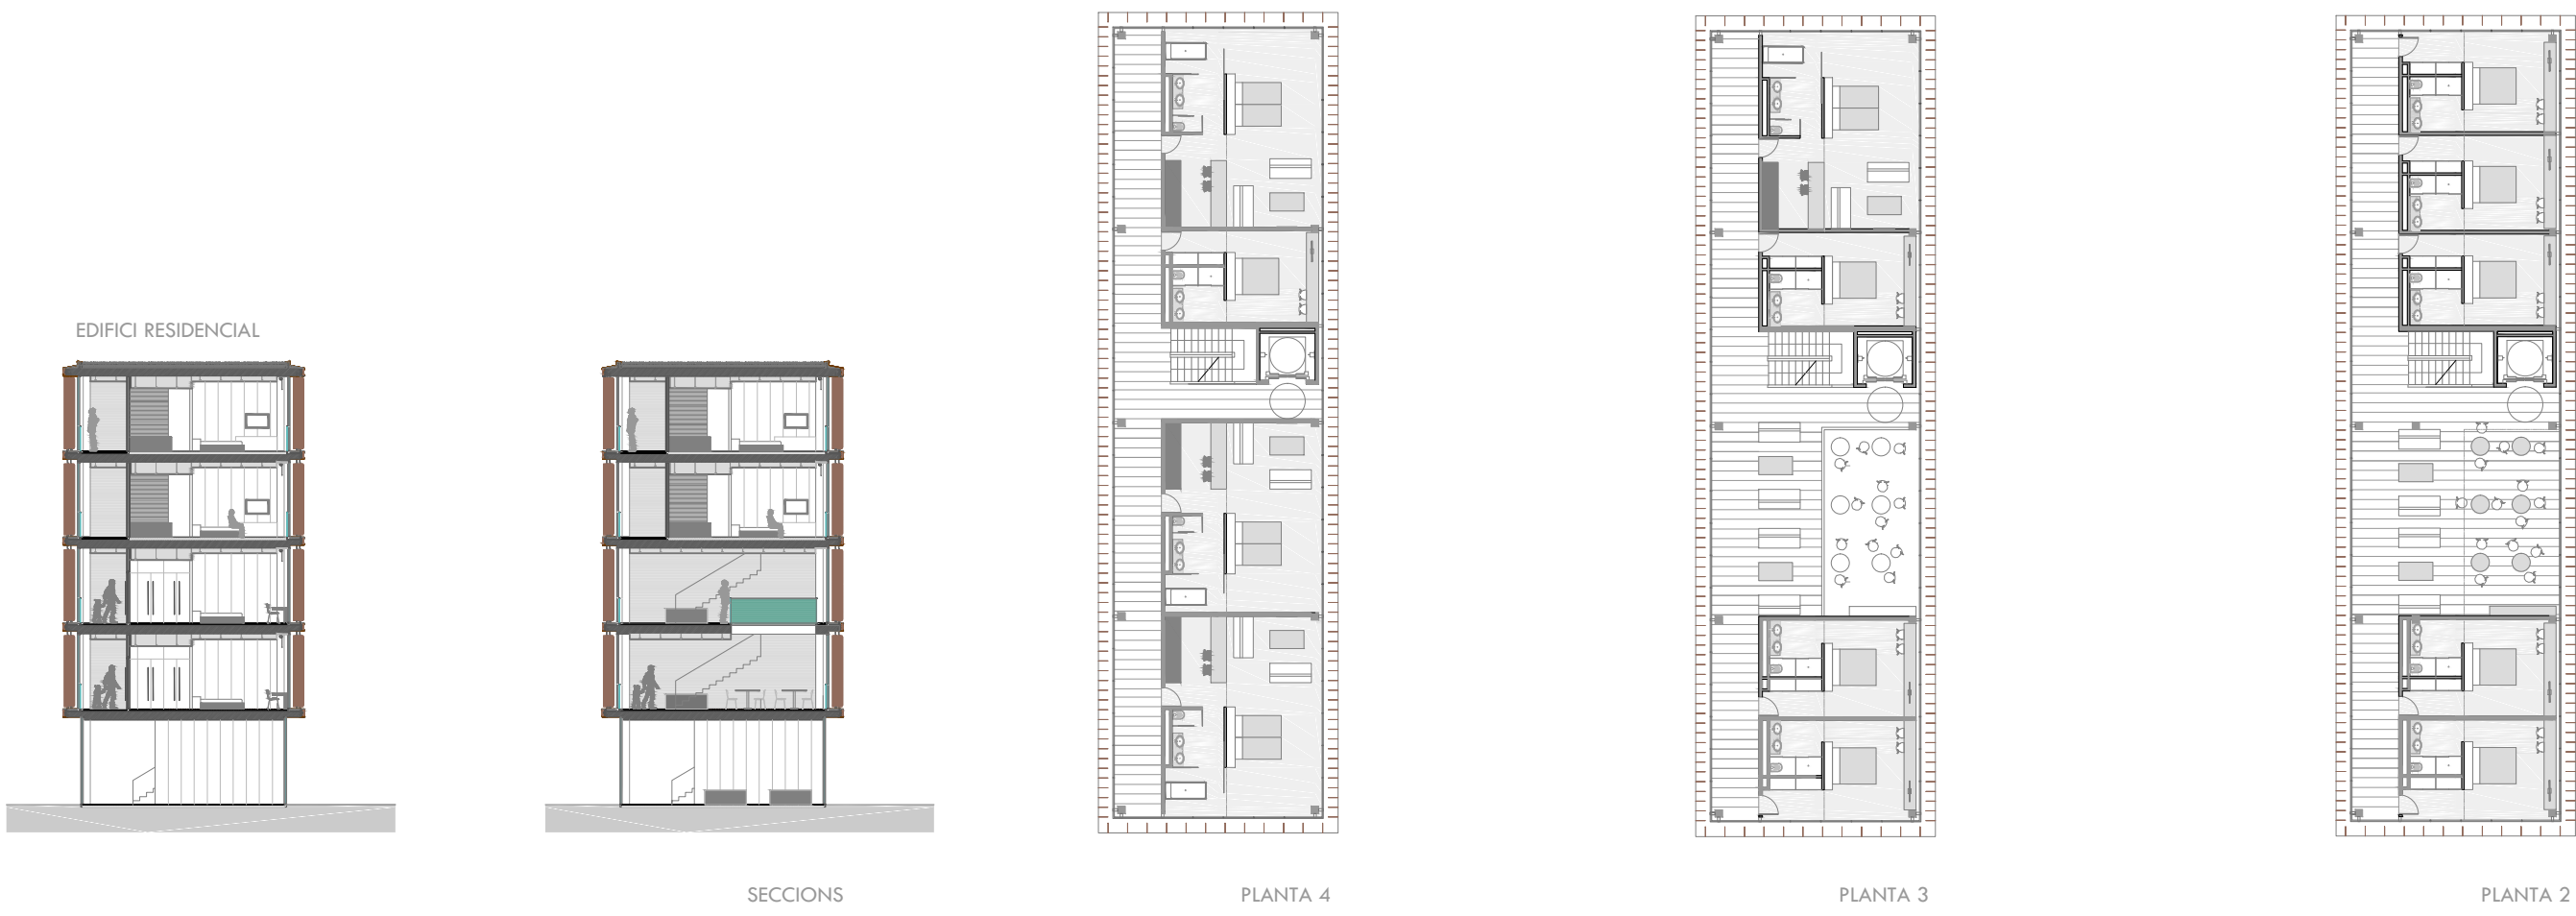 EDIFICI RESIDENCIAL
SECCIONS
PLANTA 4
PLANTA 3
PLANTA 2